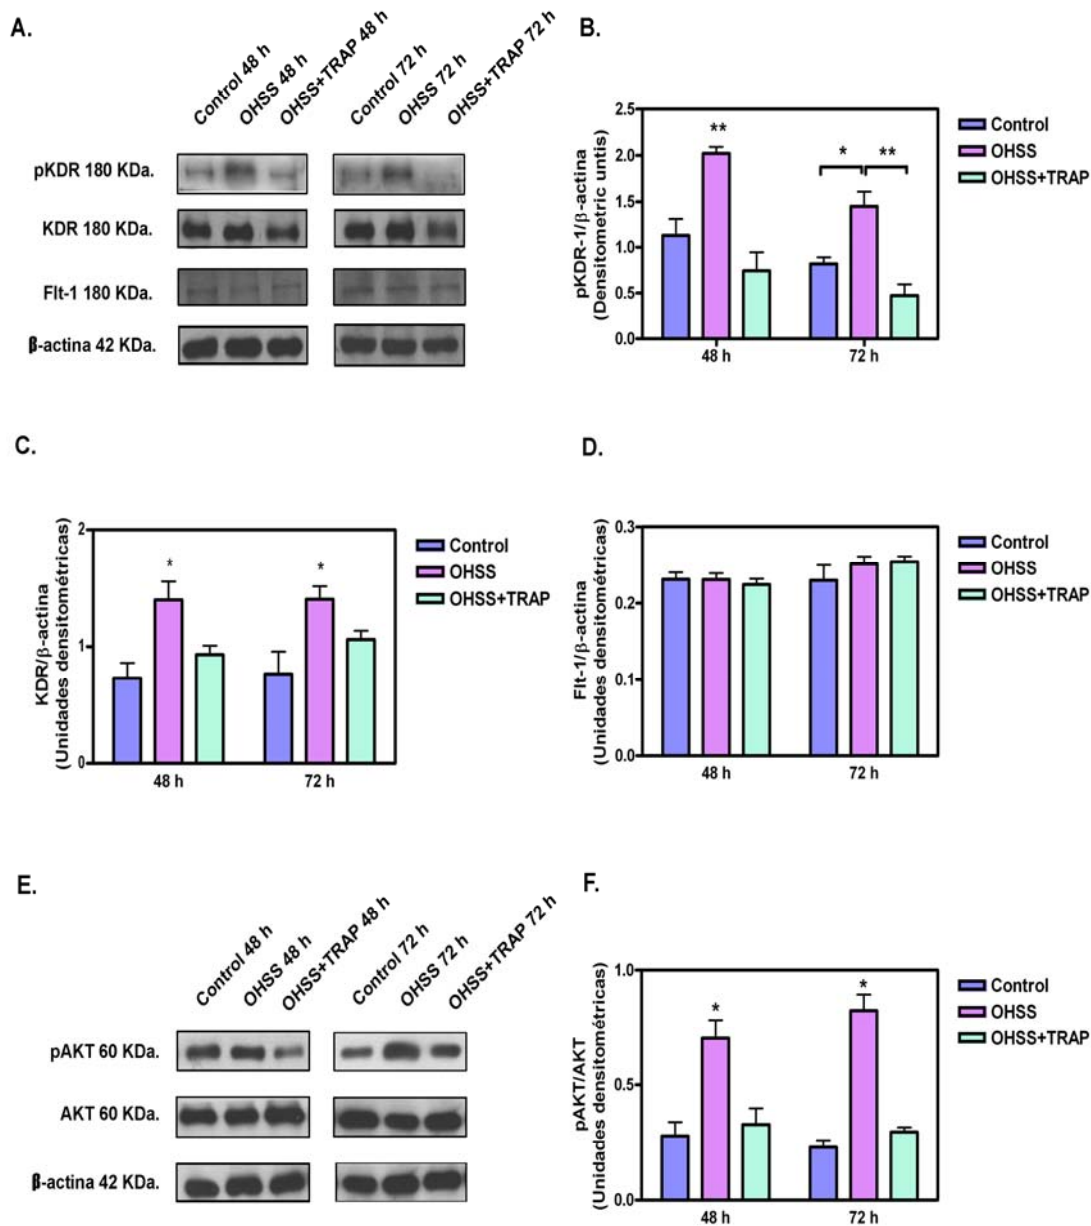 A.
Control 48 h
OHSS 48 h
OHSS+TRAP 48 h
Control 72 h
OHSS 72 h
OHSS+TRAP 72 h
pKDR 180 KDa.
KDR 180 KDa.
Flt-1 180 KDa.
β-actina 42 KDa.
B.
pKDR-1/β-actina
(Densitometric untis)
2.5
2.0
1.5
1.0
0.5
0.0
**
*
**
48 h
72 h
Control
OHSS
OHSS+TRAP
C.
KDR/β-actina
(Unidades densitométricas)
2
1
0
*
*
48 h
72 h
Control
OHSS
OHSS+TRAP
D.
Flt-1/β-actina
(Unidades densitométricas)
0.3
0.2
0.1
0.0
48 h
72 h
Control
OHSS
OHSS+TRAP
E.
Control 48 h
OHSS 48 h
OHSS+TRAP 48 h
Control 72 h
OHSS 72 h
OHSS+TRAP 72 h
pAKT 60 KDa.
AKT 60 KDa.
β-actina 42 KDa.
F.
pAKT/AKT
(Unidades densitométricas)
1.0
0.5
0.0
*
*
48 h
72 h
Control
OHSS
OHSS+TRAP